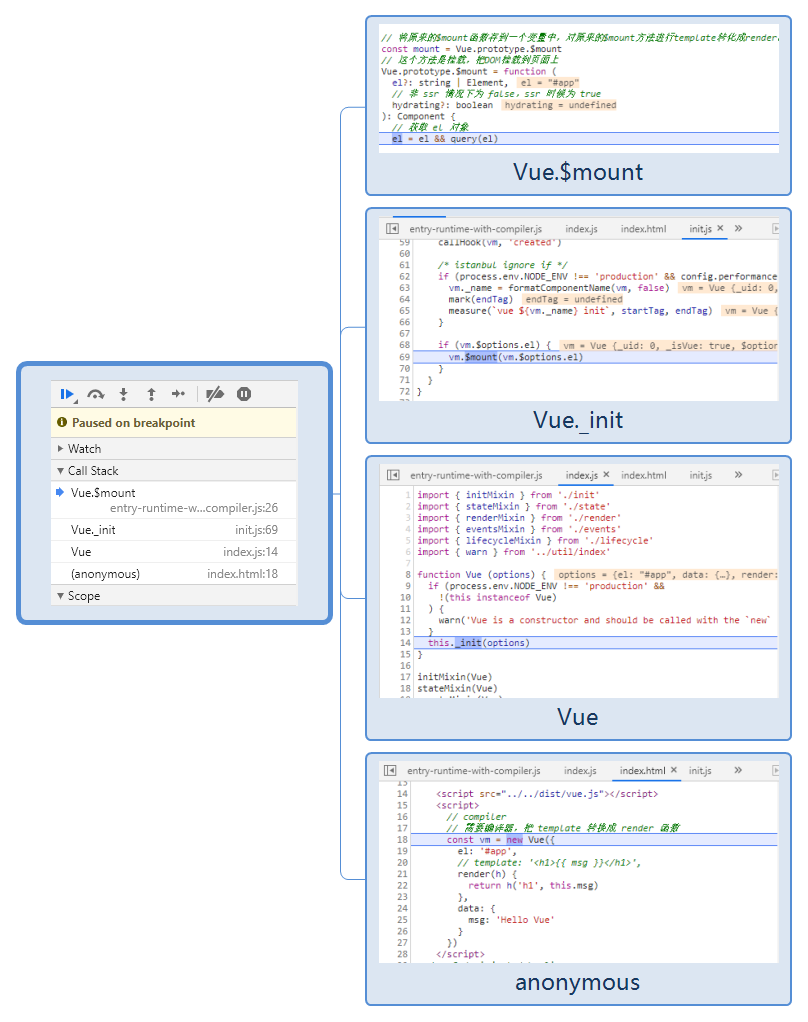 Paused on breakpoint
Watch
Call Stack
Vue.$mount
entry-runtime-w...compiler.js:26
Vue._init init.js:69
Vue index.js:14
(anonymous) index.html:18
Scope
// 将原来的$mount函数存到一个变量中，对原来的$mount方法进行template转化成render
const mount = Vue.prototype.$mount
// 这个方法是挂载，把DOM挂载到页面上
Vue.prototype.$mount = function (
el?: string | Element, el = "#app"
// 非 ssr 情况下为 false，ssr 时候为 true
hydrating?: boolean hydrating = undefined
): Component {
// 获取 el 对象
el = el && query(el)
Vue.$mount
entry-runtime-with-compiler.js index.js index.html init.js × »
59 callHook(vm, 'created')
60
61 /* istanbul ignore if */
62 if (process.env.NODE_ENV !== 'production' && config.performance
63 vm._name = formatComponentName(vm, false) vm = Vue {_uid: 0,
64 mark(endTag) endTag = undefined
65 measure(`vue ${vm._name} init`, startTag, endTag) vm = Vue {
66 }
67
68 if (vm.$options.el) { vm = Vue {_uid: 0, _isVue: true, $option
69 vm.$mount(vm.$options.el)
70 }
71 }
72 }
Vue._init
entry-runtime-with-compiler.js index.js × index.html init.js »
1 import { initMixin } from './init'
2 import { stateMixin } from './state'
3 import { renderMixin } from './render'
4 import { eventsMixin } from './events'
5 import { lifecycleMixin } from './lifecycle'
6 import { warn } from '../util/index'
7
8 function Vue (options) { options = {el: "#app", data: {…}, render:
9 if (process.env.NODE_ENV !== 'production' &&
10 !(this instanceof Vue)
11 ) {
12 warn('Vue is a constructor and should be called with the `new`
13 }
14 this._init(options)
15 }
16
17 initMixin(Vue)
18 stateMixin(Vue)
Vue
entry-runtime-with-compiler.js index.js index.html × init.js »
13
14 <script src="../../dist/vue.js"></script>
15 <script>
16 // compiler
17 // 需要编译器，把 template 转换成 render 函数
18 const vm = new Vue({
19 el: '#app',
20 // template: '<h1>{{ msg }}</h1>',
21 render(h) {
22 return h('h1', this.msg)
23 },
24 data: {
25 msg: 'Hello Vue'
26 }
27 })
28 </script>
anonymous